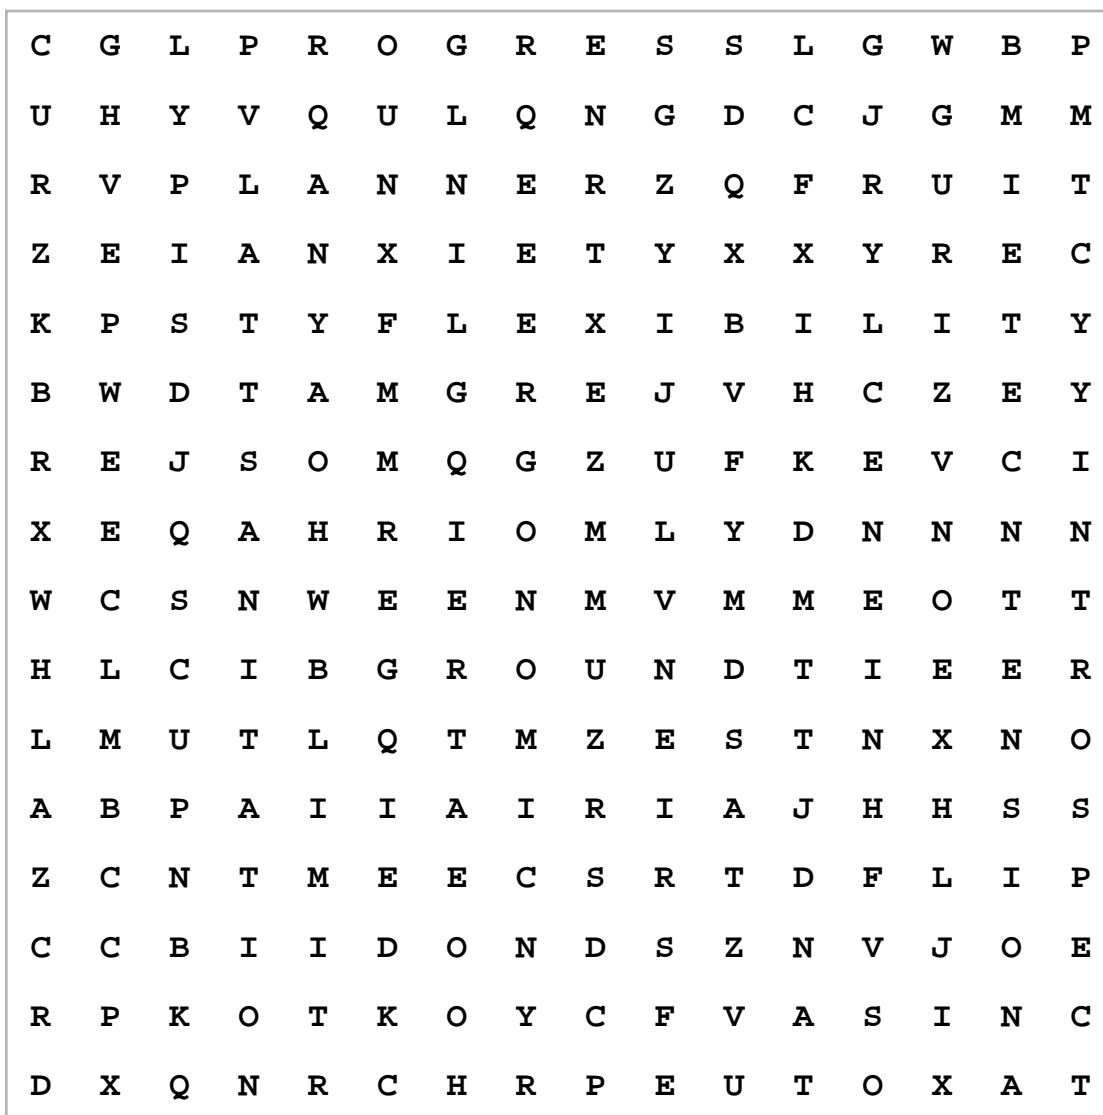 C G L P R O G R E S S L G W B P
U H Y V Q U L Q N G D C J G M M
R V P L A N N E R Z Q F R U I T
Z E I A N X I E T Y X X Y R E C
K P S T Y F L E X I B I L I T Y
B W D T A M G R E J V H C Z E Y
R E J S O M Q G Z U F K E V C I
X E Q A H R I O M L Y D N N N N
W C S N W E E N M V M M E O T T
H L C I B G R O U N D T I E E R
L M U T L Q T M Z E S T N X N O
A B P A I I A I R I A J H H S S
Z C N T M E E C S R T D F L I P
C C B I I D O N D S Z N V J O E
R P K O T K O Y C F V A S I N C
D X Q N R C H R P E U T O X A T